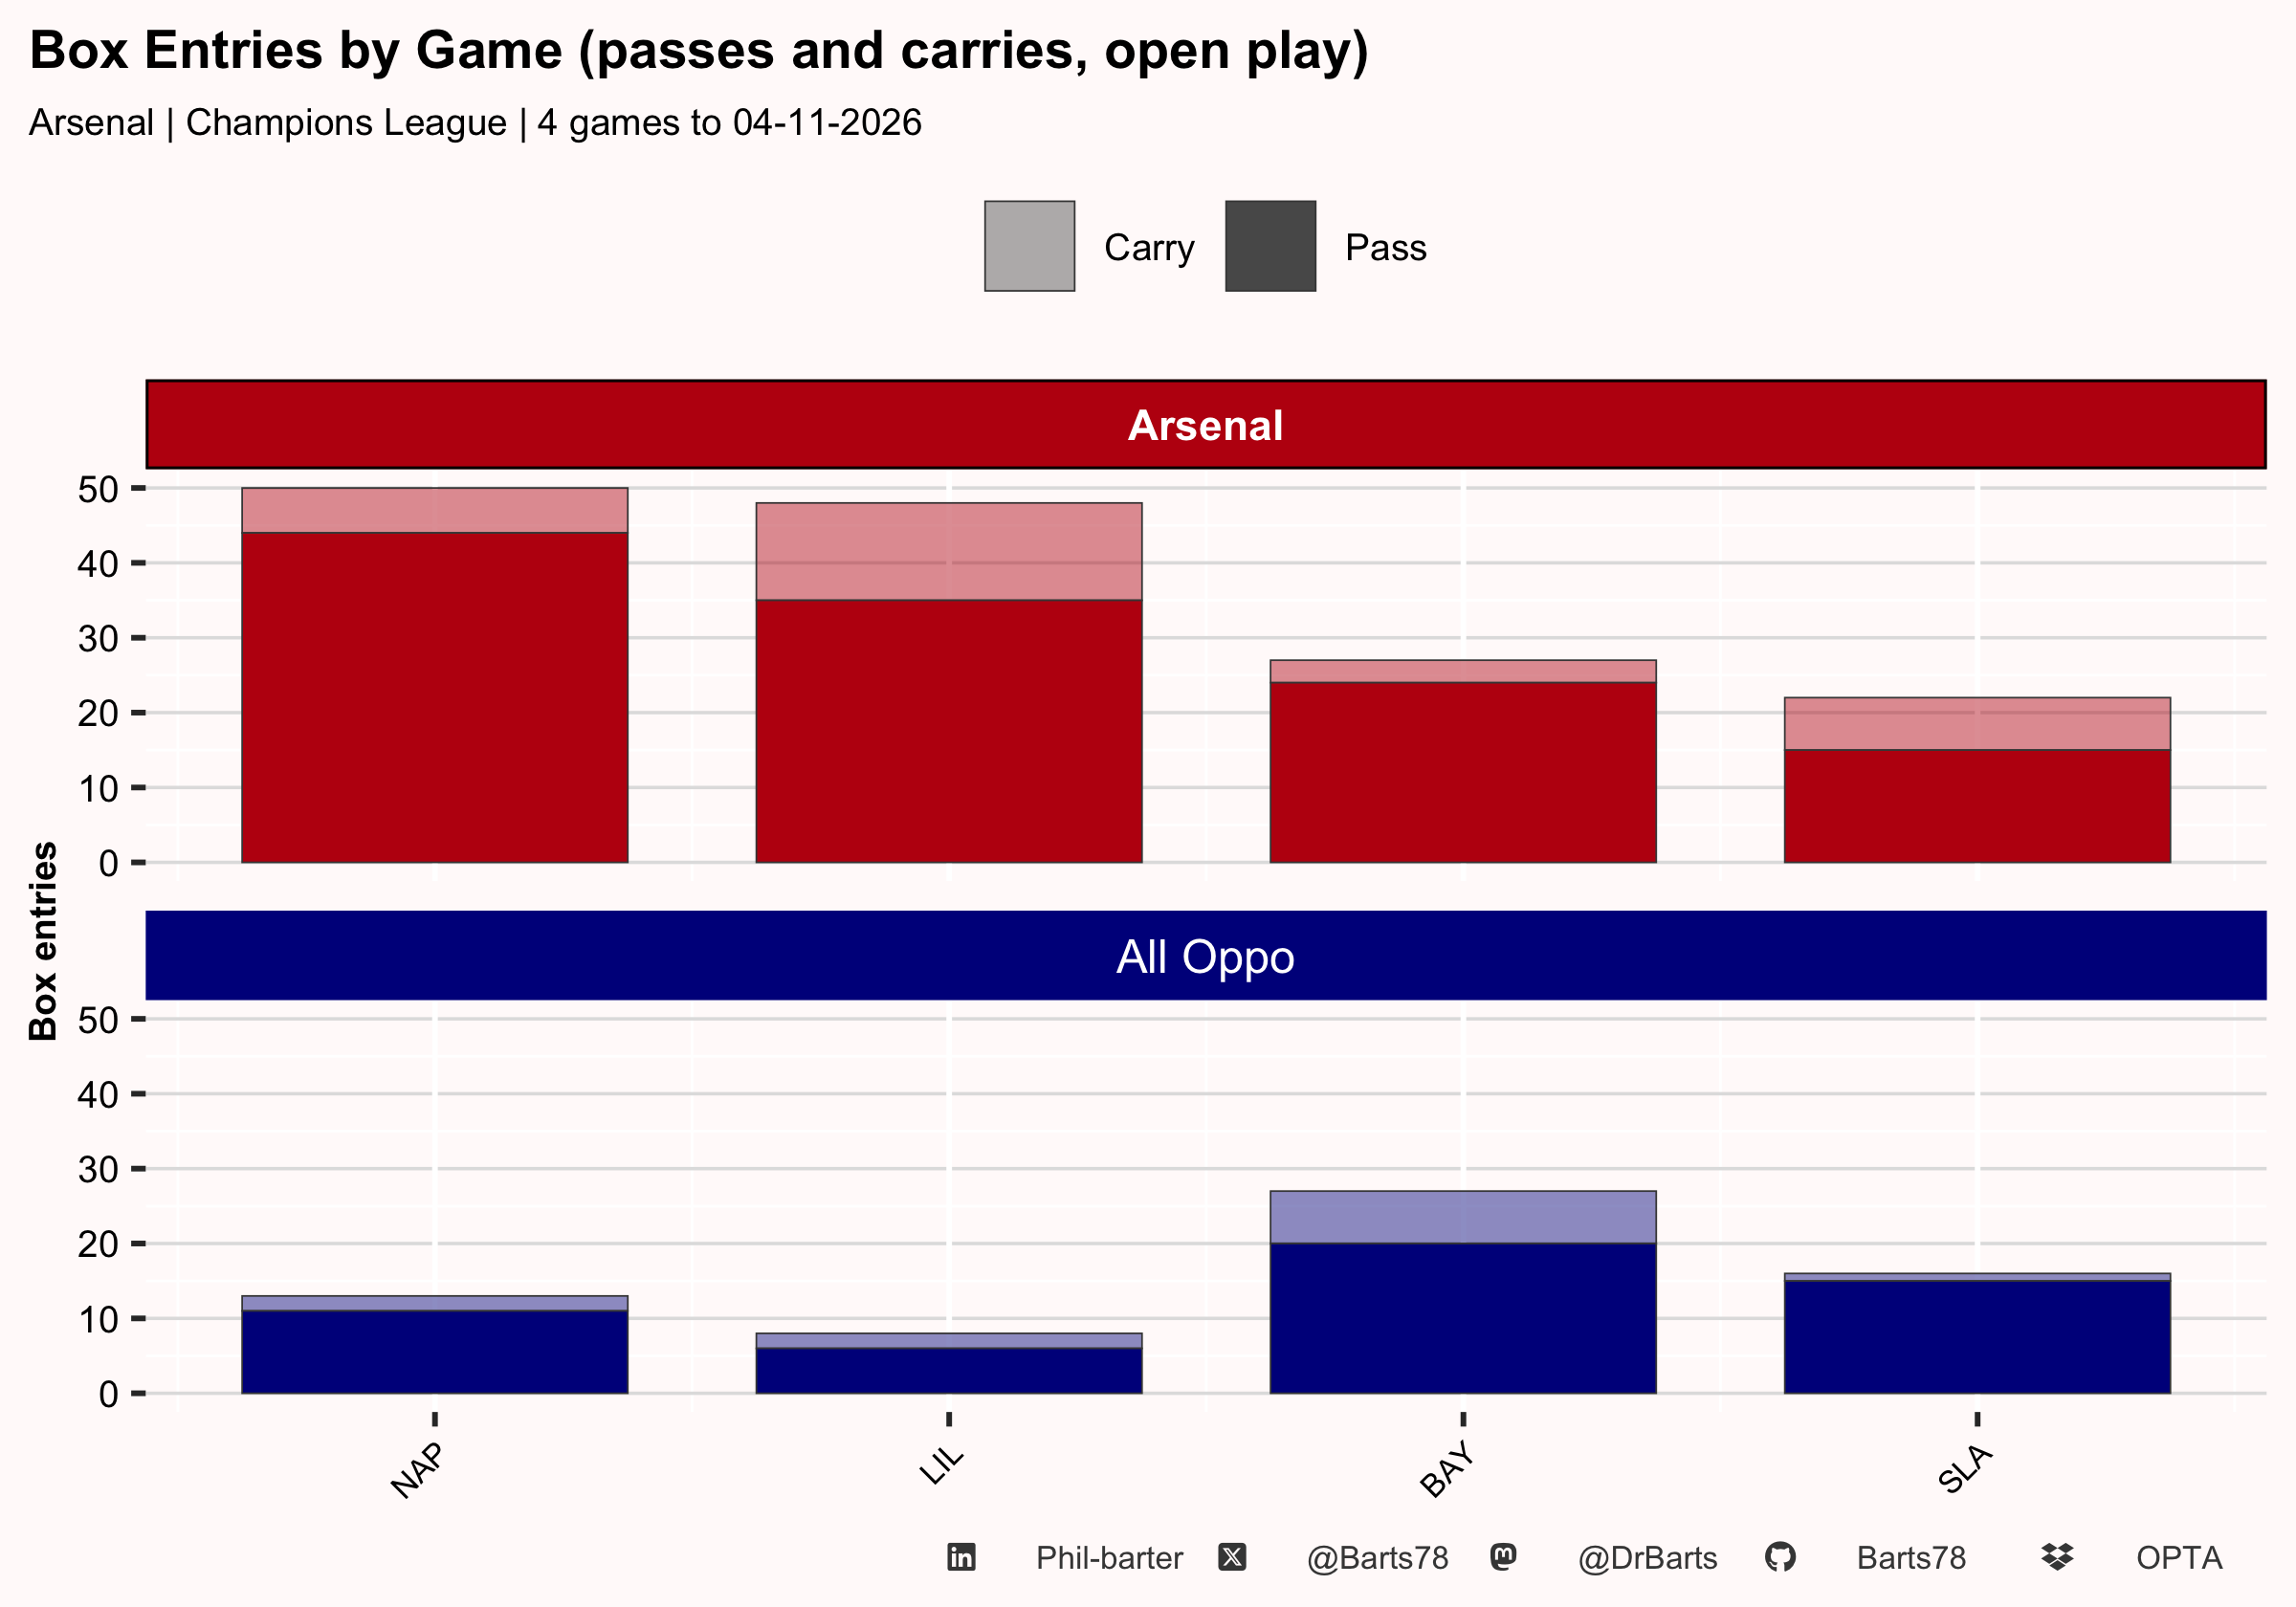 Box Entries by Game (passes and carries, open play)
Arsenal | Champions League | 4 games to 04-11-2026
Carry Pass
Arsenal
50
40
30
20
10
0
Box entries
All Oppo
50
40
30
20
10
0
NAP LIL BAY SLA
Phil-barter @Barts78 @DrBarts Barts78 OPTA